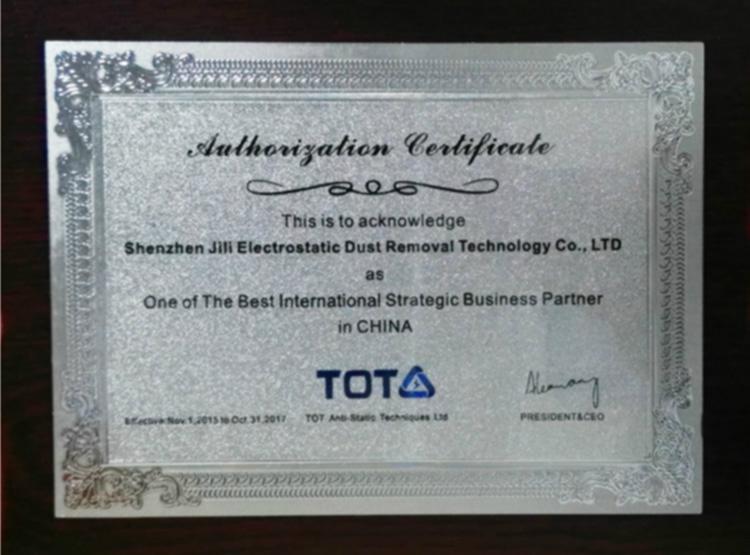 Authorization Certificate
This is to acknowledge
Shenzhen Jili Electrostatic Dust Removal Technology Co., LTD
as
One of The Best International Strategic Business Partner
in CHINA
TOT
Effective: Nov. 1, 2015 to Oct. 31, 2017
TOT Anti-Static Techniques Ltd
PRESIDENT&CEO